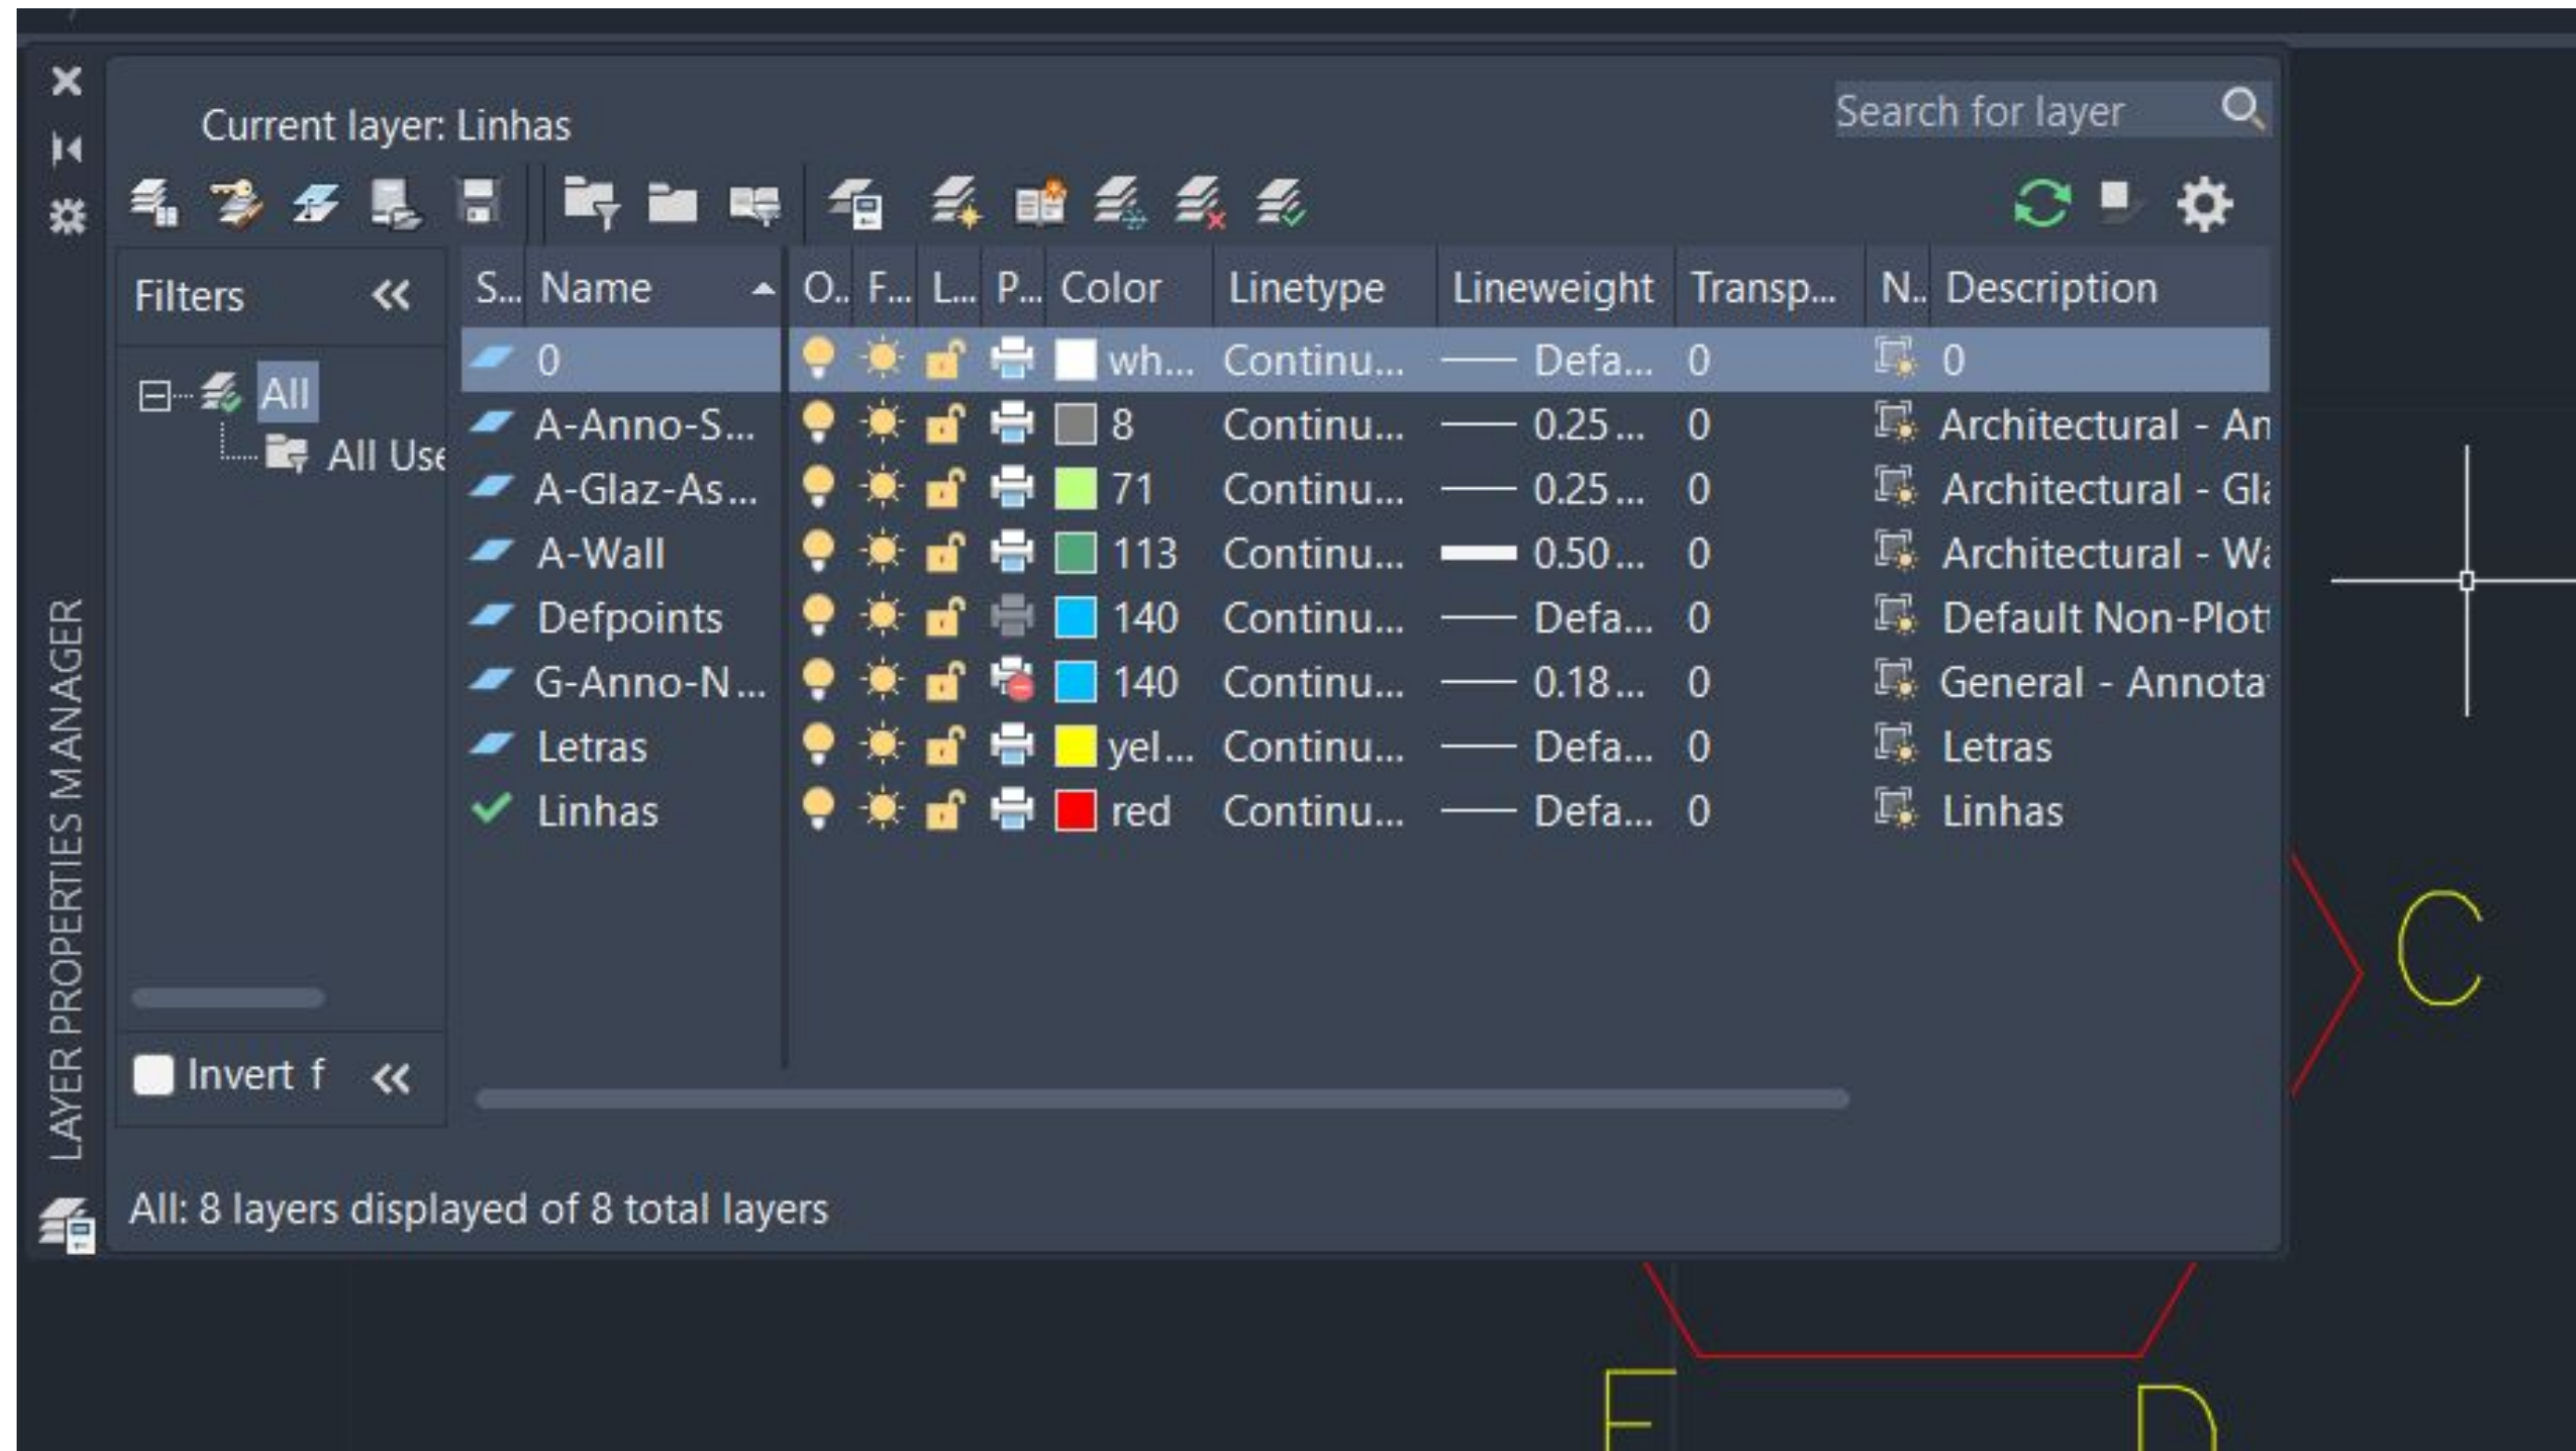 Current layer: Linhas
Search for layer
Filters
S... Name O.. F... L... P... Color Linetype Lineweight Transp... N.. Description
All
All Use
0 wh... Continu... Defa... 0 0
A-Anno-S... 8 Continu... 0.25... 0 Architectural - An
A-Glaz-As... 71 Continu... 0.25... 0 Architectural - Gla
A-Wall 113 Continu... 0.50... 0 Architectural - Wa
Defpoints 140 Continu... Defa... 0 Default Non-Plott
G-Anno-N... 140 Continu... 0.18... 0 General - Annota
Letras yel... Continu... Defa... 0 Letras
Linhas red Continu... Defa... 0 Linhas
Invert f
All: 8 layers displayed of 8 total layers
LAYER PROPERTIES MANAGER
C
D